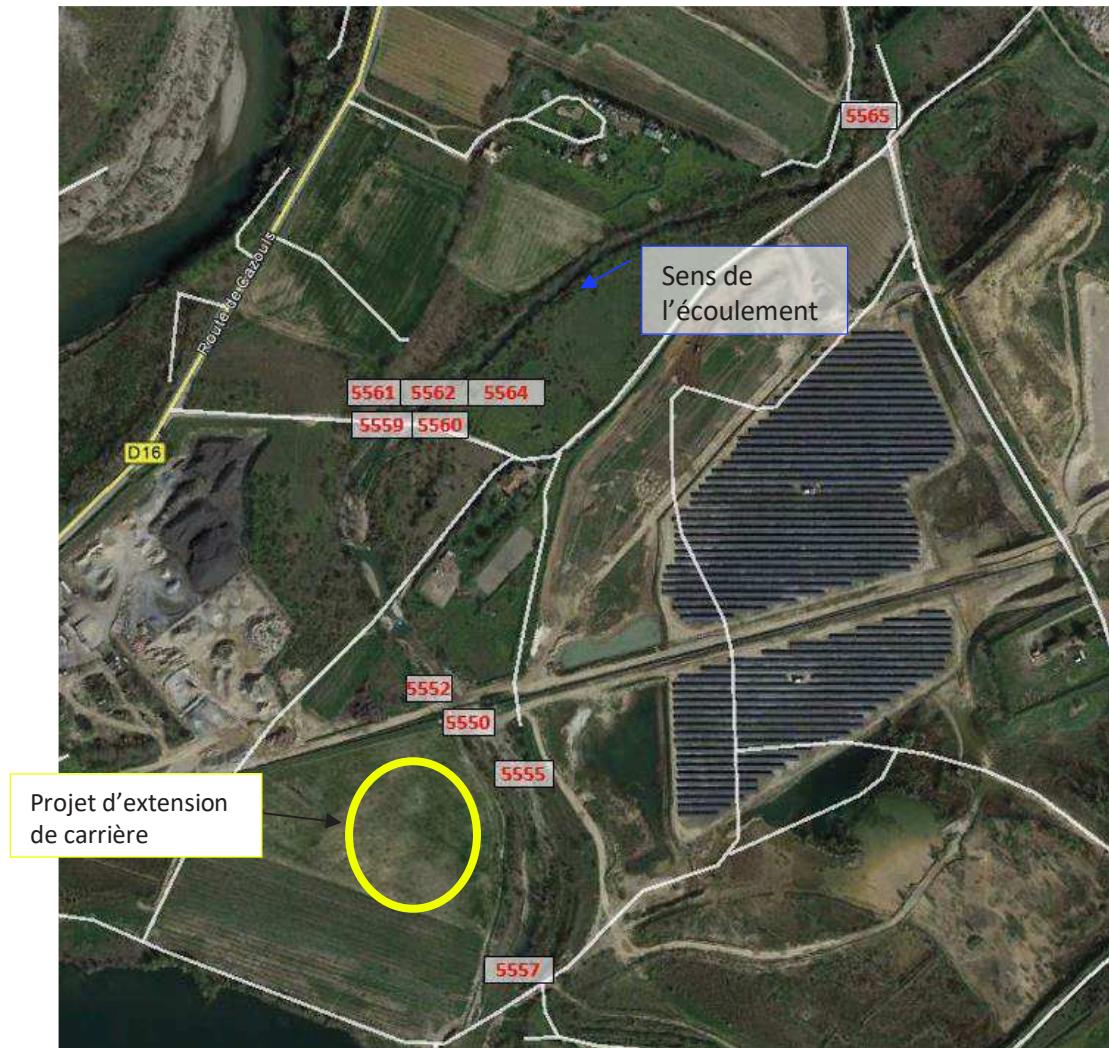 5565
Sens de
l'écoulement
Route de Cazouls
5561 5562 5564
5559 5560
D16
5552
5550
5555
Projet d'extension
de carrière
5557